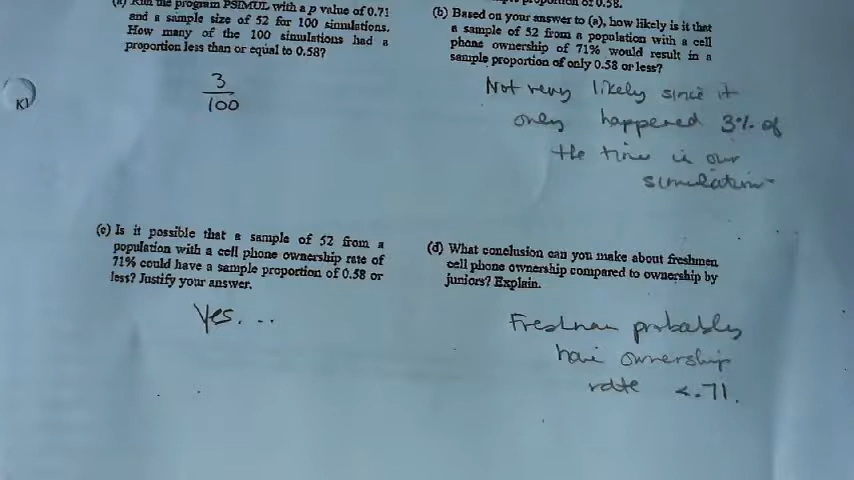 (a) Run the program PSIMUL with a p value of 0.71
and a sample size of 52 for 100 simulations.
How many of the 100 simulations had a
proportion less than or equal to 0.58?
3
100
proportion of 0.58.
(b) Based on your answer to (a), how likely is it that
a sample of 52 from a population with a cell
phone ownership of 71% would result in a
sample proportion of only 0.58 or less?
Not very likely since it
only happened 3% of
the time in our
simulation
(c) Is it possible that a sample of 52 from a
population with a cell phone ownership rate of
71% could have a sample proportion of 0.58 or
less? Justify your answer.
Yes...
(d) What conclusion can you make about freshmen
cell phone ownership compared to ownership by
juniors? Explain.
Freshman probably
have ownership
rate <.71.